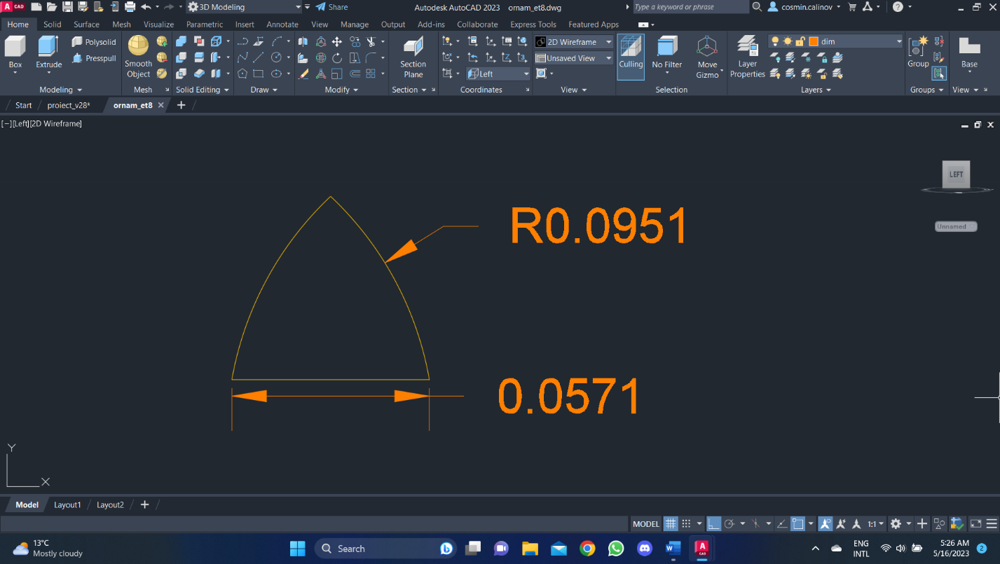 A CAD 3D Modeling Share Autodesk AutoCAD 2023 ornam_et8.dwg Type a keyword or phrase cosmin.calinov
Home Solid Surface Mesh Visualize Parametric Insert Annotate View Manage Output Add-ins Collaborate Express Tools Featured Apps
Polysolid 2D Wireframe dim
Presspull Unsaved View
Box Extrude Smooth Object Section Plane Left Culling No Filter Move Gizmo Layer Properties Group Base
Modeling Mesh Solid Editing Draw Modify Section Coordinates View Selection Layers Groups View
Start proiect_v28* ornam_et8
[−][Left][2D Wireframe]
LEFT
R0.0951
Unnamed
0.0571
Y
X
Model Layout1 Layout2
MODEL 1:1
13°C
Mostly cloudy
Search
A CAD
ENG
INTL
5:26 AM
5/16/2023
2